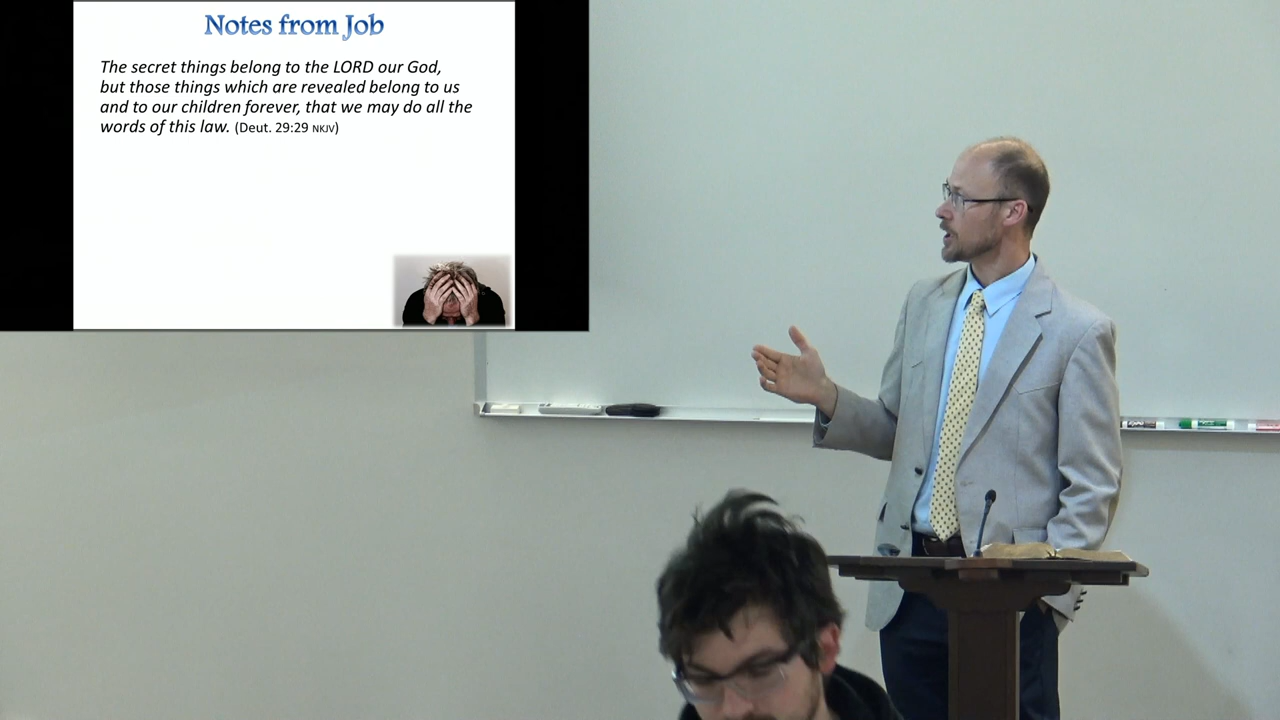 Notes from Job
The secret things belong to the LORD our God,
but those things which are revealed belong to us
and to our children forever, that we may do all the
words of this law. (Deut. 29:29 NKJV)